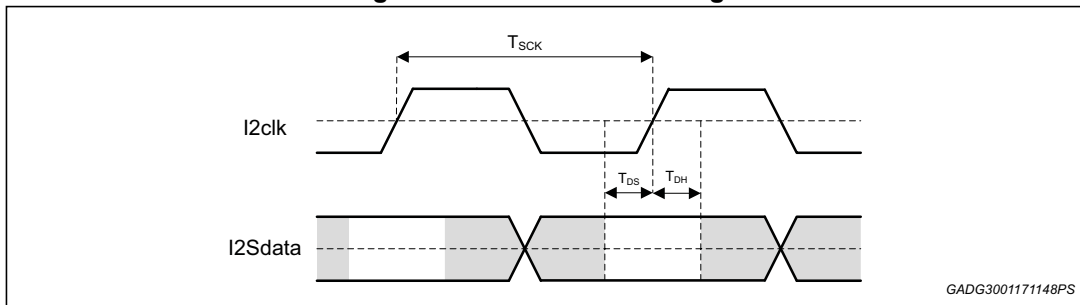 T_SCK
I2clk
T_DS T_DH
I2Sdata
GADG3001171148PS